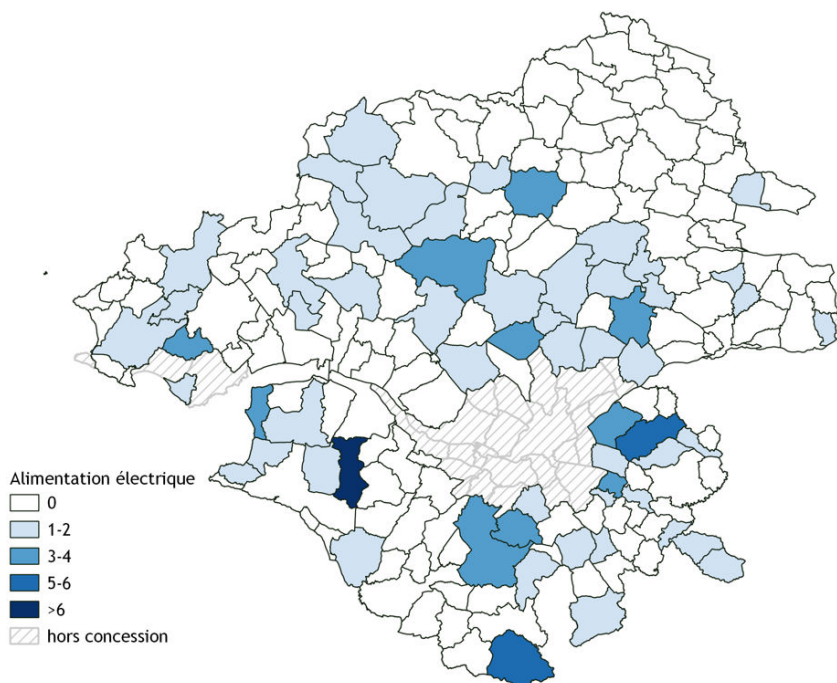 Alimentation électrique
0
1-2
3-4
5-6
>6
hors concession